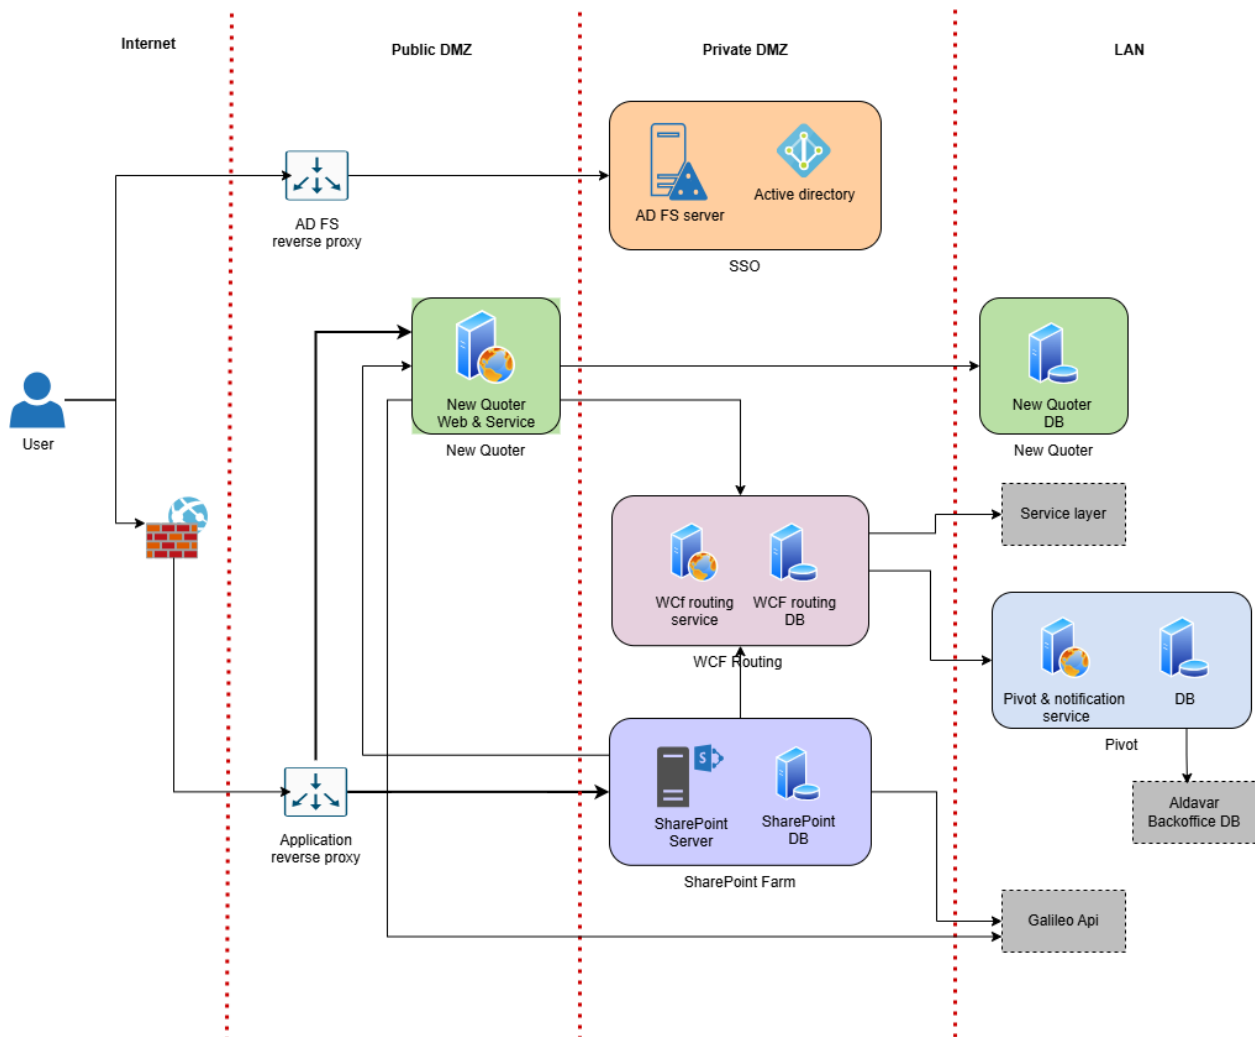 Internet
Public DMZ
Private DMZ
LAN
AD FS
reverse proxy
AD FS server
Active directory
SSO
User
New Quoter
Web & Service
New Quoter
New Quoter
DB
New Quoter
Service layer
WCf routing
service
WCF routing
DB
WCF Routing
Pivot & notification
service
DB
Pivot
Application
reverse proxy
S
SharePoint
Server
SharePoint
DB
SharePoint Farm
Aldavar
Backoffice DB
Galileo Api